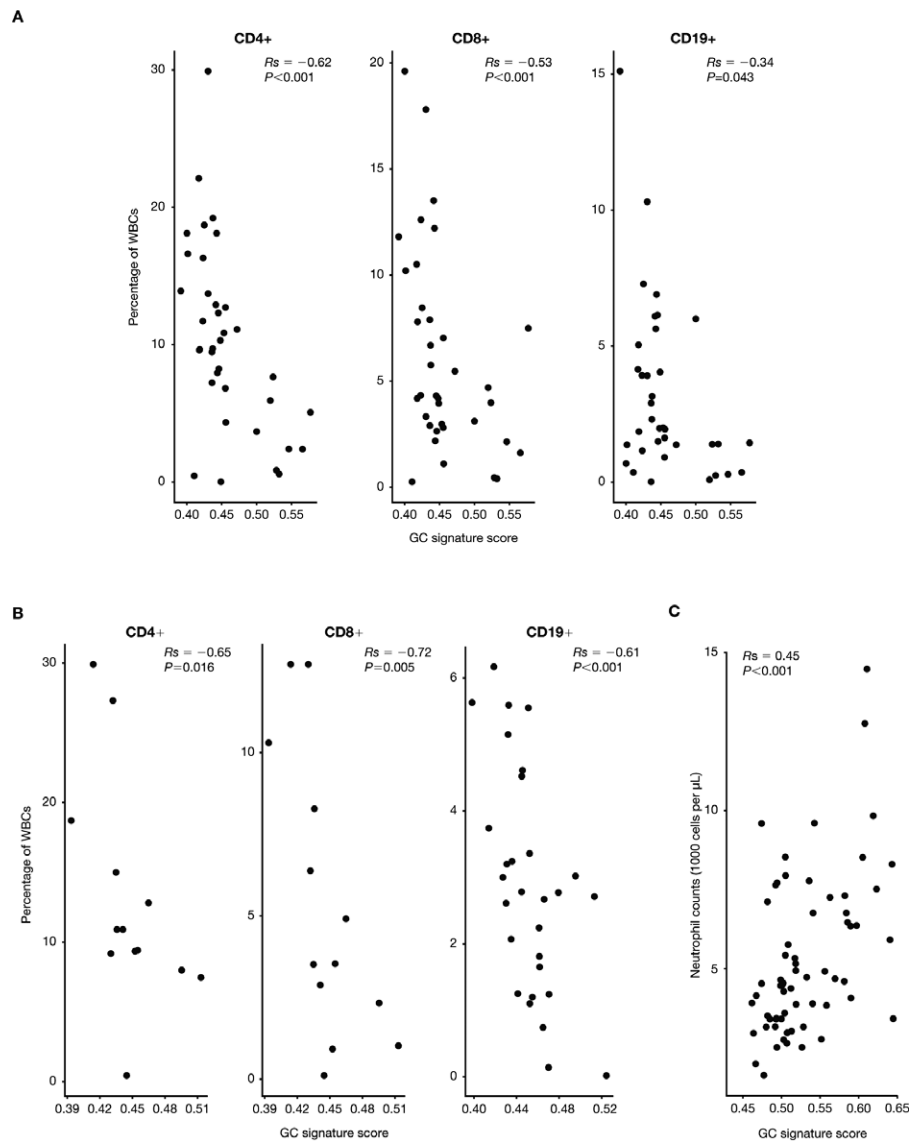 A
CD4+
CD8+
CD19+
Rs = −0.62
P<0.001
Rs = −0.53
P<0.001
Rs = −0.34
P=0.043
Percentage of WBCs
30
20
10
0
20
15
10
5
0
15
10
5
0
0.40 0.45 0.50 0.55
0.40 0.45 0.50 0.55
0.40 0.45 0.50 0.55
GC signature score
B
CD4+
CD8+
CD19+
Rs = −0.65
P=0.016
Rs = −0.72
P=0.005
Rs = −0.61
P<0.001
Percentage of WBCs
30
20
10
0
10
5
0
6
4
2
0
0.39 0.42 0.45 0.48 0.51
0.39 0.42 0.45 0.48 0.51
0.40 0.44 0.48 0.52
GC signature score
C
Rs = 0.45
P<0.001
Neutrophil counts (1000 cells per µL)
15
10
5
0.45 0.50 0.55 0.60 0.65
GC signature score